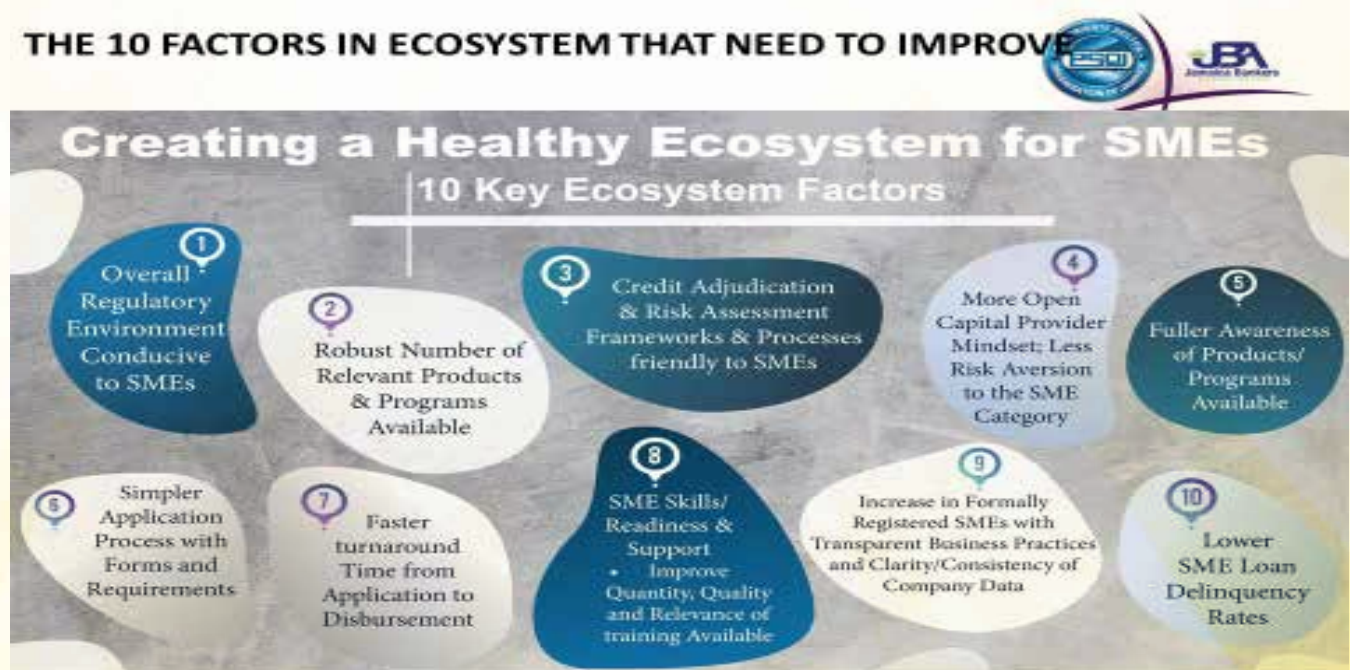 THE 10 FACTORS IN ECOSYSTEM THAT NEED TO IMPROVE
PSOJ
JBA
Jamaica Bankers
Creating a Healthy Ecosystem for SMEs
10 Key Ecosystem Factors
1
Overall
Regulatory
Environment
Conducive
to SMEs
2
Robust Number of
Relevant Products
& Programs
Available
3
Credit Adjudication
& Risk Assessment
Frameworks & Processes
friendly to SMEs
4
More Open
Capital Provider
Mindset; Less
Risk Aversion
to the SME
Category
5
Fuller Awareness
of Products/
Programs
Available
6
Simpler
Application
Process with
Forms and
Requirements
7
Faster
turnaround
Time from
Application to
Disbursement
8
SME Skills/
Readiness &
Support
• Improve
Quantity, Quality
and Relevance of
training Available
9
Increase in Formally
Registered SMEs with
Transparent Business Practices
and Clarity/Consistency of
Company Data
10
Lower
SME Loan
Delinquency
Rates